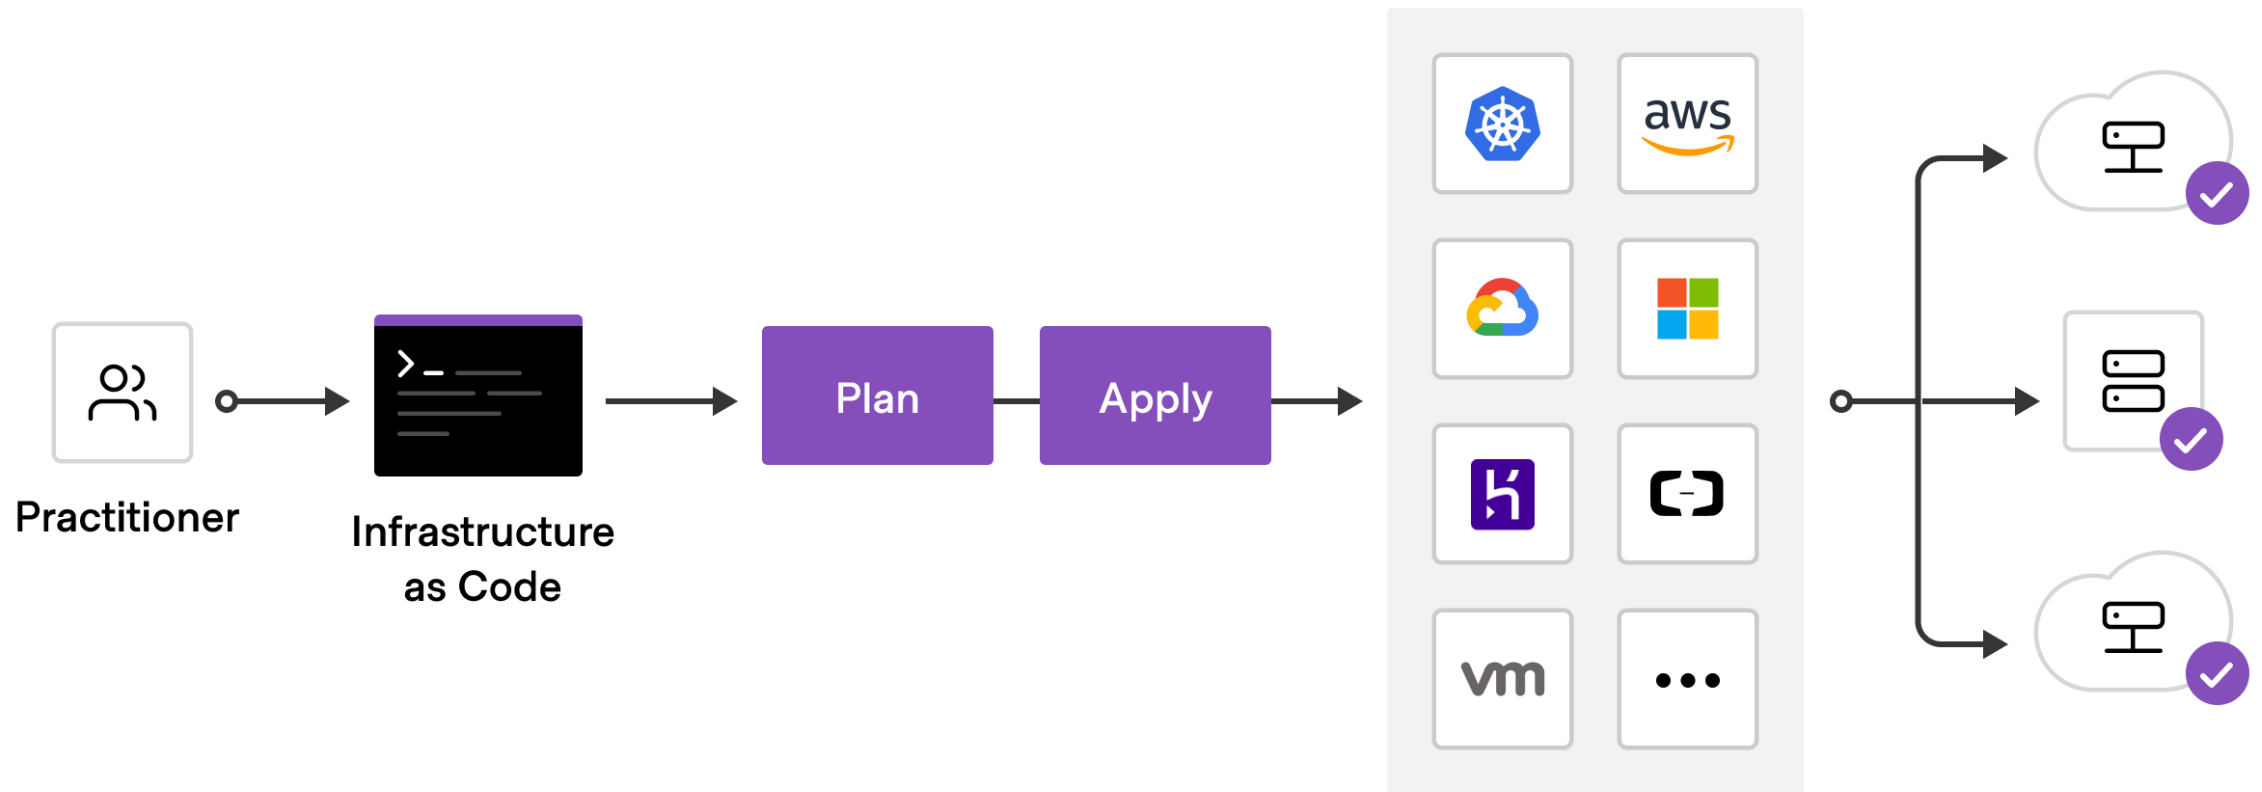 Practitioner
Infrastructure
as Code
Plan
Apply
aws
vm